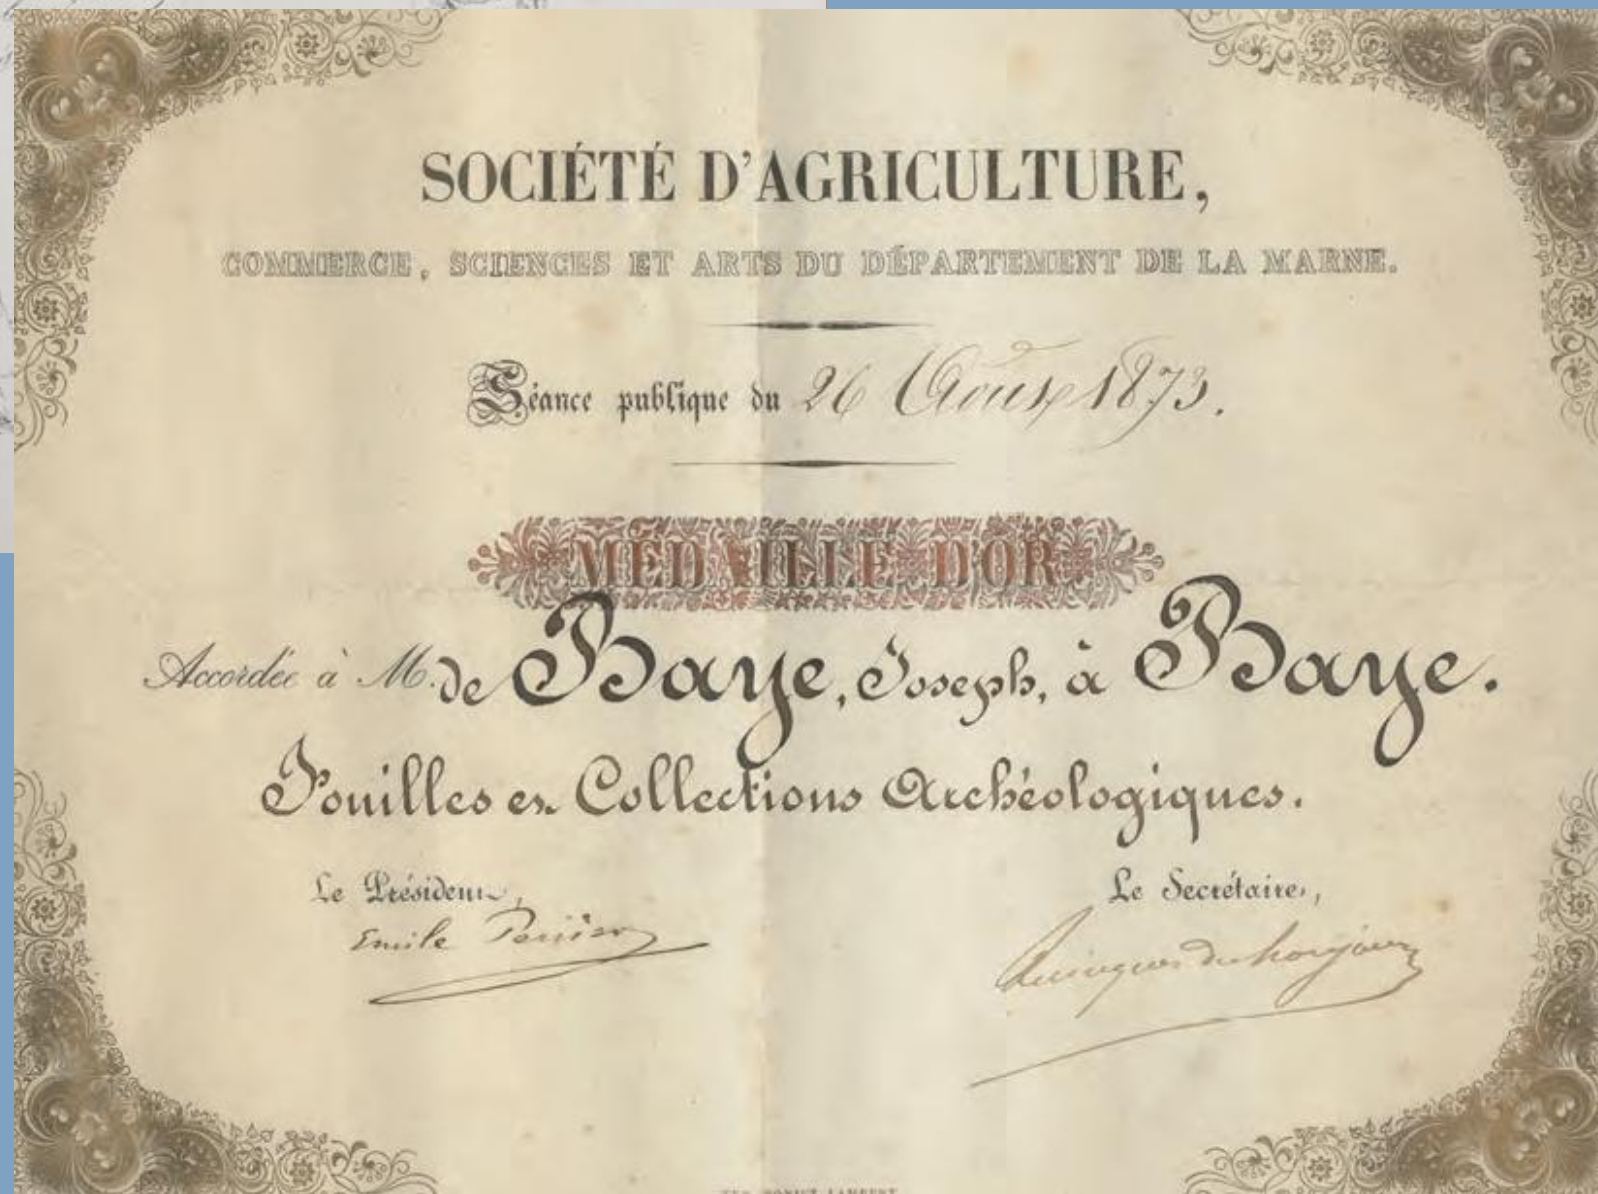 SOCIÉTÉ D'AGRICULTURE,
COMMERCE, SCIENCES ET ARTS DU DÉPARTEMENT DE LA MARNE.
Séance publique du 26 Août 1873.
MÉDAILLE D'OR
Accordée à M. de Baye, Joseph, à Baye.
Fouilles et Collections Archéologiques.
Le Président, Le Secrétaire,
Emile Perrier